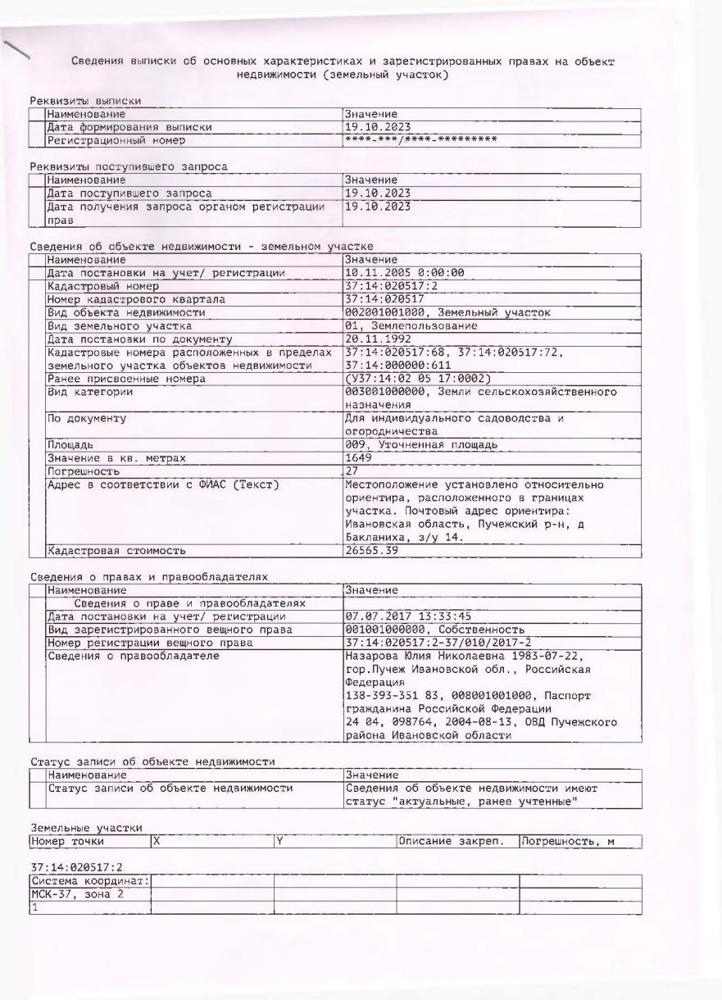 Сведения выписки об основных характеристиках и зарегистрированных правах на объект
недвижимости (земельный участок)
Реквизиты выписки
Наименование Значение
Дата формирования выписки 19.10.2023
Регистрационный номер ****-***/****-*********
Реквизиты поступившего запроса
Наименование Значение
Дата поступившего запроса 19.10.2023
Дата получения запроса органом регистрации 19.10.2023
прав
Сведения об объекте недвижимости - земельном участке
Наименование Значение
Дата постановки на учет/ регистрации 10.11.2005 0:00:00
Кадастровый номер 37:14:020517:2
Номер кадастрового квартала 37:14:020517
Вид объекта недвижимости 002001001000, Земельный участок
Вид земельного участка 01, Землепользование
Дата постановки по документу 20.11.1992
Кадастровые номера расположенных в пределах 37:14:020517:68, 37:14:020517:72,
земельного участка объектов недвижимости 37:14:000000:611
Ранее присвоенные номера (У37:14:02 05 17:0002)
Вид категории 003001000000, Земли сельскохозяйственного
назначения
По документу Для индивидуального садоводства и
огородничества
Площадь 009, Уточненная площадь
Значение в кв. метрах 1649
Погрешность 27
Адрес в соответствии с ФИАС (Текст) Местоположение установлено относительно
ориентира, расположенного в границах
участка. Почтовый адрес ориентира:
Ивановская область, Пучежский р-н, д
Бакланиха, з/у 14.
Кадастровая стоимость 26565.39
Сведения о правах и правообладателях
Наименование Значение
Сведения о праве и правообладателях
Дата постановки на учет/ регистрации 07.07.2017 13:33:45
Вид зарегистрированного вещного права 001001000000, Собственность
Номер регистрации вещного права 37:14:020517:2-37/010/2017-2
Сведения о правообладателе Назарова Юлия Николаевна 1983-07-22,
гор.Пучеж Ивановской обл., Российская
Федерация
138-393-351 83, 008001001000, Паспорт
гражданина Российской Федерации
24 04, 098764, 2004-08-13, ОВД Пучежского
района Ивановской области
Статус записи об объекте недвижимости
Наименование Значение
Статус записи об объекте недвижимости Сведения об объекте недвижимости имеют
статус "актуальные, ранее учтенные"
Земельные участки
Номер точки X Y Описание закреп. Погрешность, м
37:14:020517:2
Система координат:
МСК-37, зона 2
1